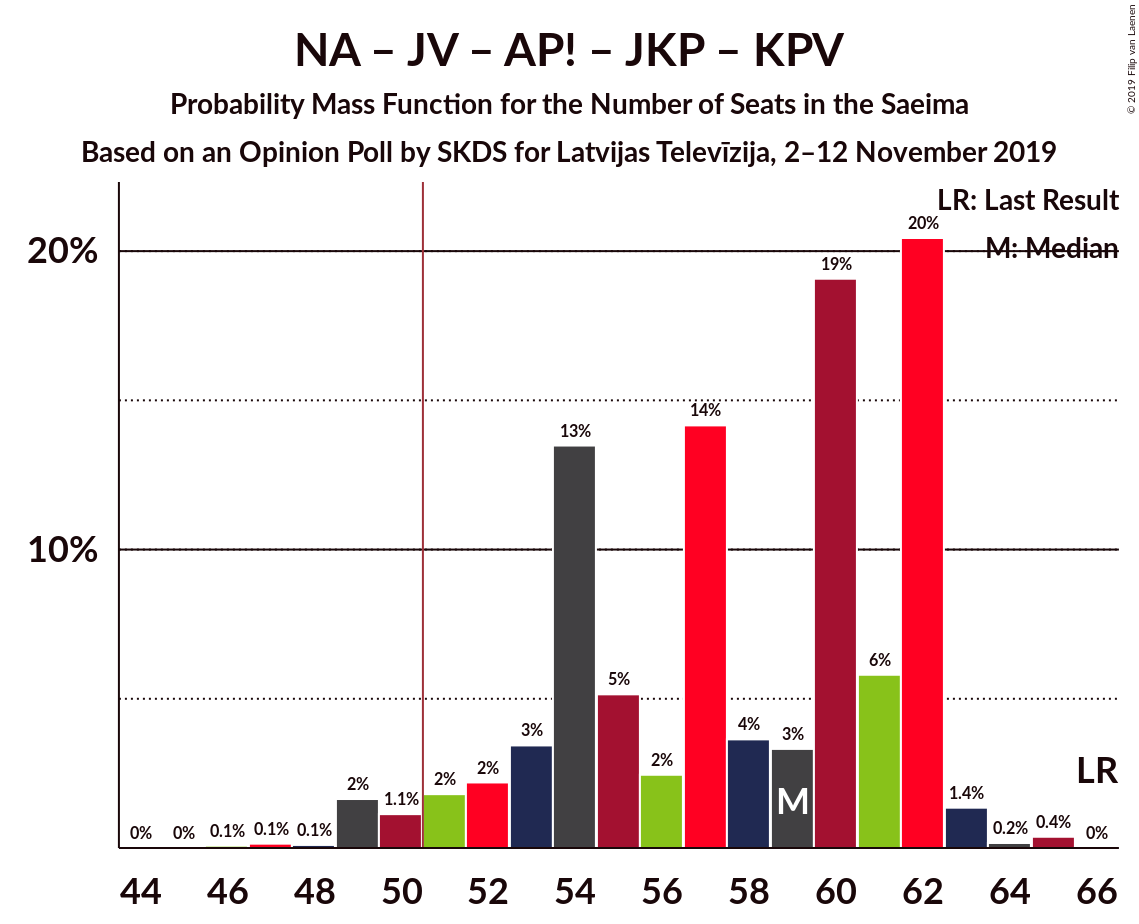 NA – JV – AP! – JKP – KPV
Probability Mass Function for the Number of Seats in the Saeima
Based on an Opinion Poll by SKDS for Latvijas Televīzija, 2–12 November 2019
© 2019 Filip van Laenen
LR: Last Result
M: Median
20%
10%
0% 0% 0.1% 0.1% 0.1% 2% 1.1% 2% 2% 3% 13% 5% 2% 14% 4% 3% 19% 6% 20% 1.4% 0.2% 0.4% 0%
M
LR
44 46 48 50 52 54 56 58 60 62 64 66